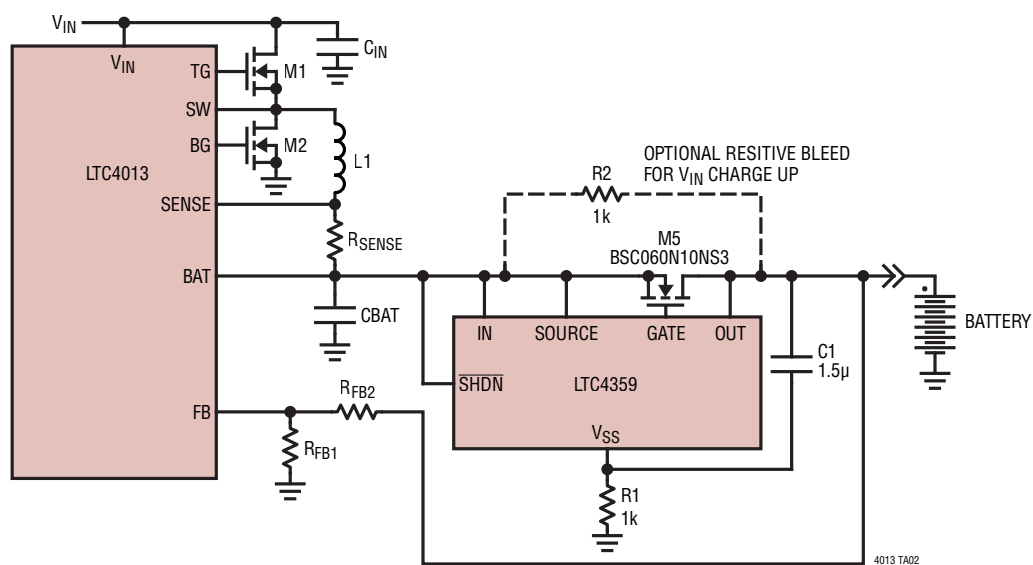 VIN
VIN
CIN
TG
M1
SW
BG
M2
LTC4013
L1
OPTIONAL RESITIVE BLEED
FOR VIN CHARGE UP
R2
1k
SENSE
RSENSE
M5
BSC060N10NS3
BAT
CBAT
IN
SOURCE
GATE
OUT
BATTERY
C1
1.5µ
SHDN
LTC4359
RFB2
FB
VSS
RFB1
R1
1k
4013 TA02